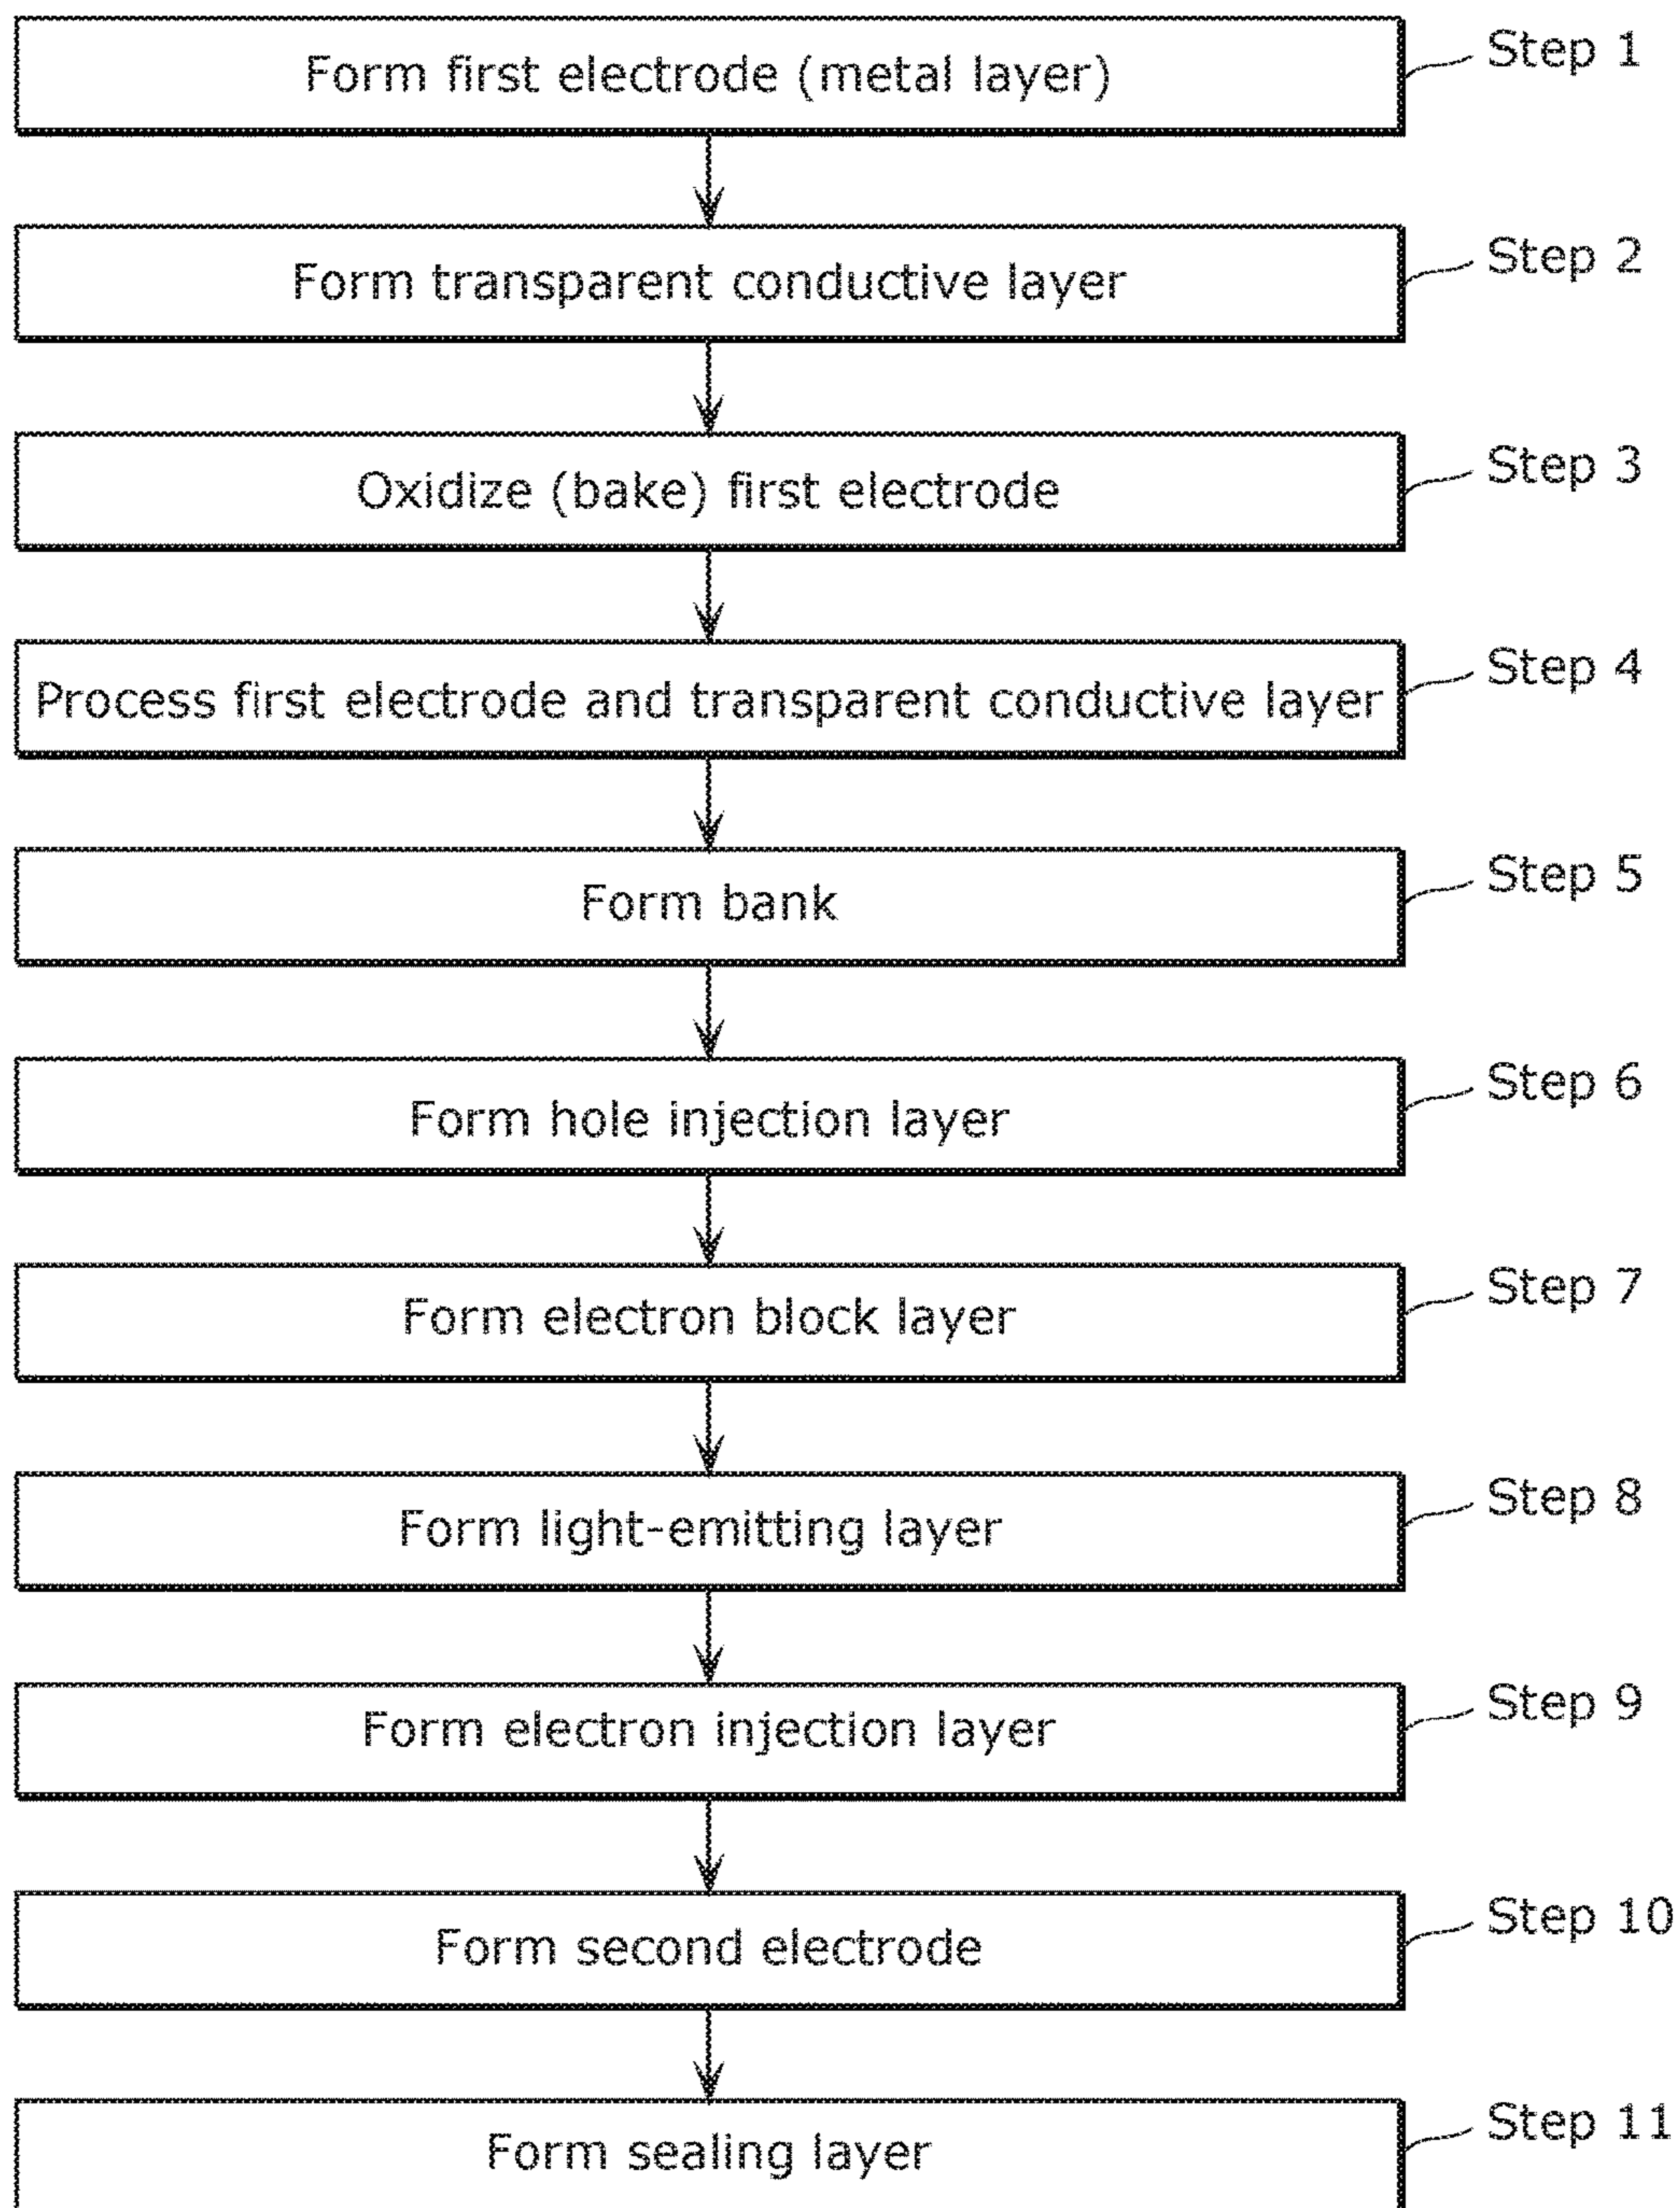 Form first electrode (metal layer)
Step 1
Form transparent conductive layer
Step 2
Oxidize (bake) first electrode
Step 3
Process first electrode and transparent conductive layer
Step 4
Form bank
Step 5
Form hole injection layer
Step 6
Form electron block layer
Step 7
Form light-emitting layer
Step 8
Form electron injection layer
Step 9
Form second electrode
Step 10
Form sealing layer
Step 11